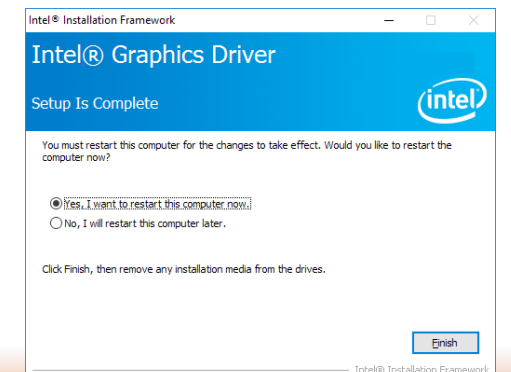 Intel® Installation Framework
Intel® Graphics Driver
Setup Is Complete
intel
You must restart this computer for the changes to take effect. Would you like to restart the
computer now?
Yes, I want to restart this computer now.
No, I will restart this computer later.
Click Finish, then remove any installation media from the drives.
Finish
Intel® Installation Framework